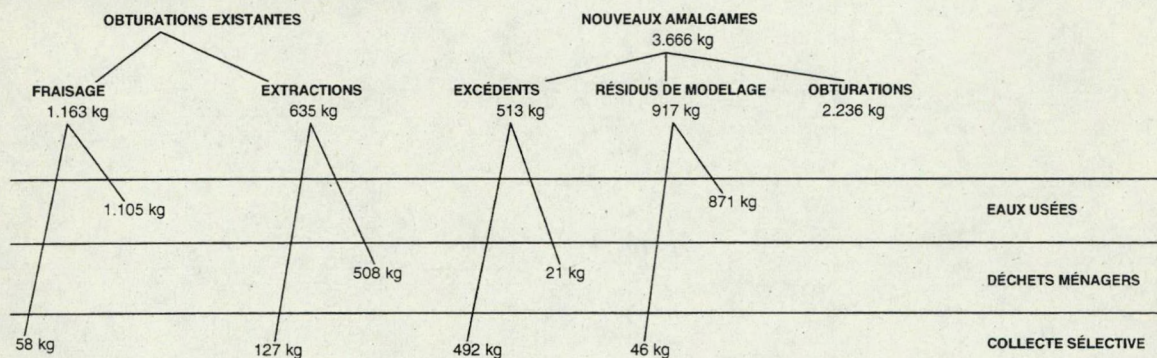 OBTURATIONS EXISTANTES
NOUVEAUX AMALGAMES
3.666 kg
FRAISAGE
1.163 kg
EXTRACTIONS
635 kg
EXCÉDENTS
513 kg
RÉSIDUS DE MODELAGE
917 kg
OBTURATIONS
2.236 kg
1.105 kg
871 kg
EAUX USÉES
508 kg
21 kg
DÉCHETS MÉNAGERS
58 kg
127 kg
492 kg
46 kg
COLLECTE SÉLECTIVE